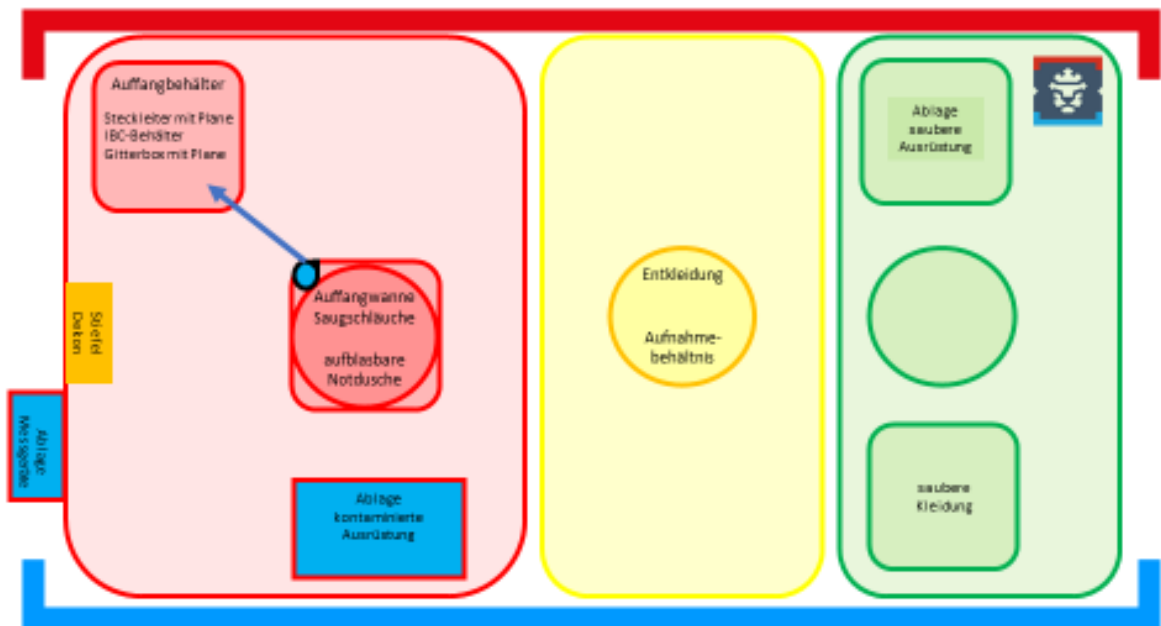 Auffangbehälter
Steckleiter mit Plane
IBC-Behälter
Gitterbox mit Plane
Stiefel
Dekon
Ablage
Messgeräte
Auffangwanne
Saugschläuche
aufblasbare
Notdusche
Ablage
kontaminierte
Ausrüstung
Entkleidung
Aufnahme-
behältnis
Ablage
saubere
Ausrüstung
saubere
Kleidung